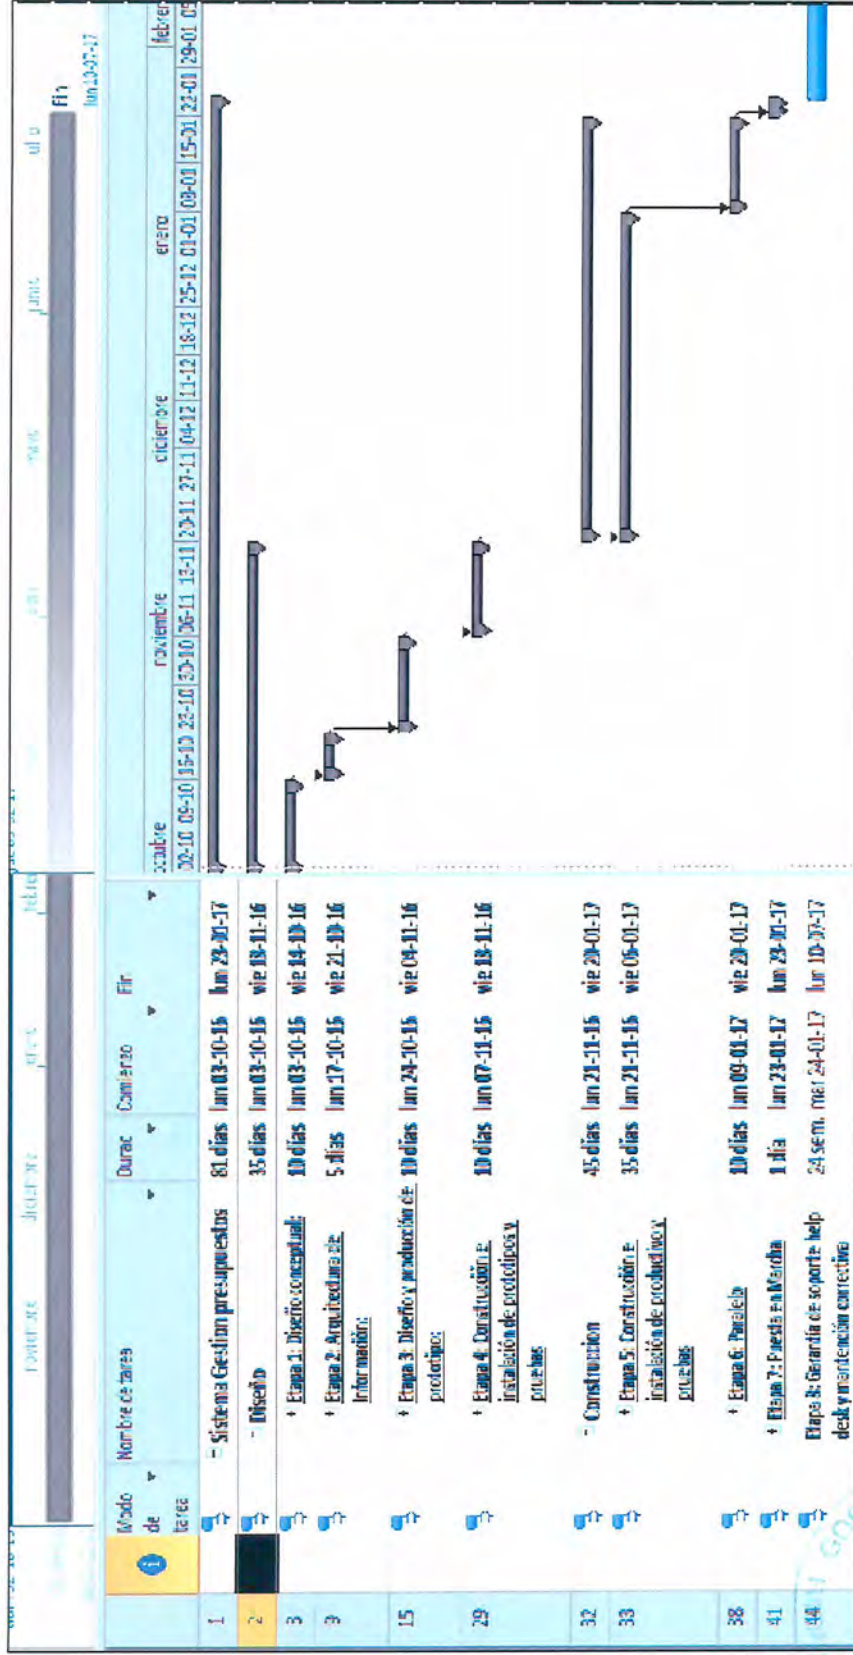 Fin
lun 10-07-17
Modo de tarea
Nombre de tarea
Durac
Comienzo
Fin
octubre noviembre diciembre enero febrer
02-10 09-10 16-10 23-10 30-10 06-11 13-11 20-11 27-11 04-12 11-12 18-12 25-12 01-01 08-01 15-01 22-01 29-01 05
1 Sistema Gestion presupuestos 81 días lun 03-10-16 lun 23-01-17
2 Diseño 35 días lun 03-10-16 vie 18-11-16
3 Etapa 1: Diseño conceptual: 10 días lun 03-10-16 vie 14-10-16
9 Etapa 2: Arquitectura de 5 días lun 17-10-16 vie 21-10-16
Información:
15 Etapa 3: Diseño y producción de 10 días lun 24-10-16 vie 04-11-16
prototipo:
29 Etapa 4: Construcción e 10 días lun 07-11-16 vie 18-11-16
instalación de prototipos y
pruebas
32 Construccion 45 días lun 21-11-16 vie 20-01-17
33 Etapa 5: Construcción e 35 días lun 21-11-16 vie 06-01-17
instalación de productivo y
pruebas
38 Etapa 6: Paralelo 10 días lun 09-01-17 vie 20-01-17
41 Etapa 7: Puesta en Marcha 1 día lun 23-01-17 lun 23-01-17
44 Etapa 8: Garantía de soporte help 24 sem. mar 24-01-17 lun 10-07-17
desk y mantención correctiva